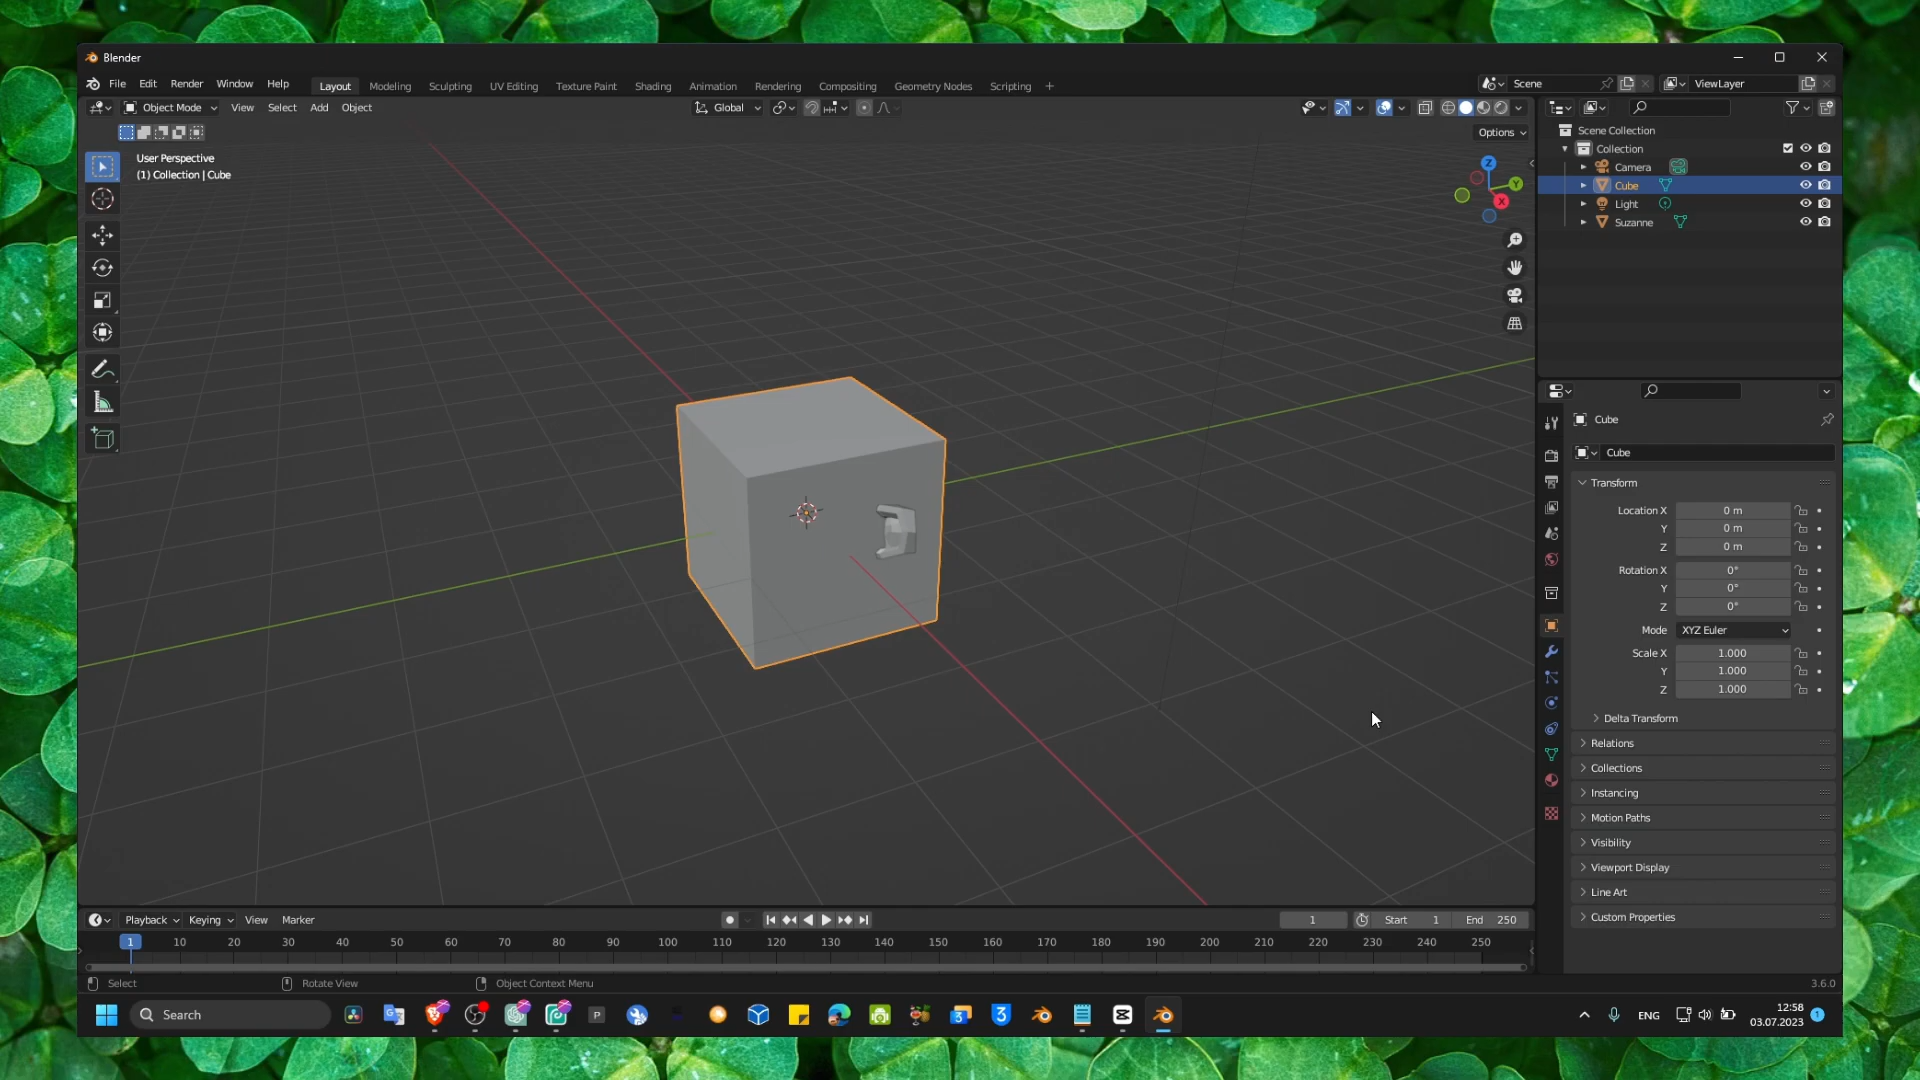 Blender
File Edit Render Window Help Layout Modeling Sculpting UV Editing Texture Paint Shading Animation Rendering Compositing Geometry Nodes Scripting + Scene ViewLayer
Object Mode View Select Add Object Global
Options
User Perspective
(1) Collection | Cube
Z
Y
X
Scene Collection
Collection
Camera
Cube
Light
Suzanne
Cube
Cube
Transform
Location X 0 m
Y 0 m
Z 0 m
Rotation X 0°
Y 0°
Z 0°
Mode XYZ Euler
Scale X 1.000
Y 1.000
Z 1.000
Delta Transform
Relations
Collections
Instancing
Motion Paths
Visibility
Viewport Display
Line Art
Custom Properties
Playback Keying View Marker 1 Start 1 End 250
1 10 20 30 40 50 60 70 80 90 100 110 120 130 140 150 160 170 180 190 200 210 220 230 240 250
Select Rotate View Object Context Menu 3.6.0
Search P 3 3 ENG 12:58 1
03.07.2023